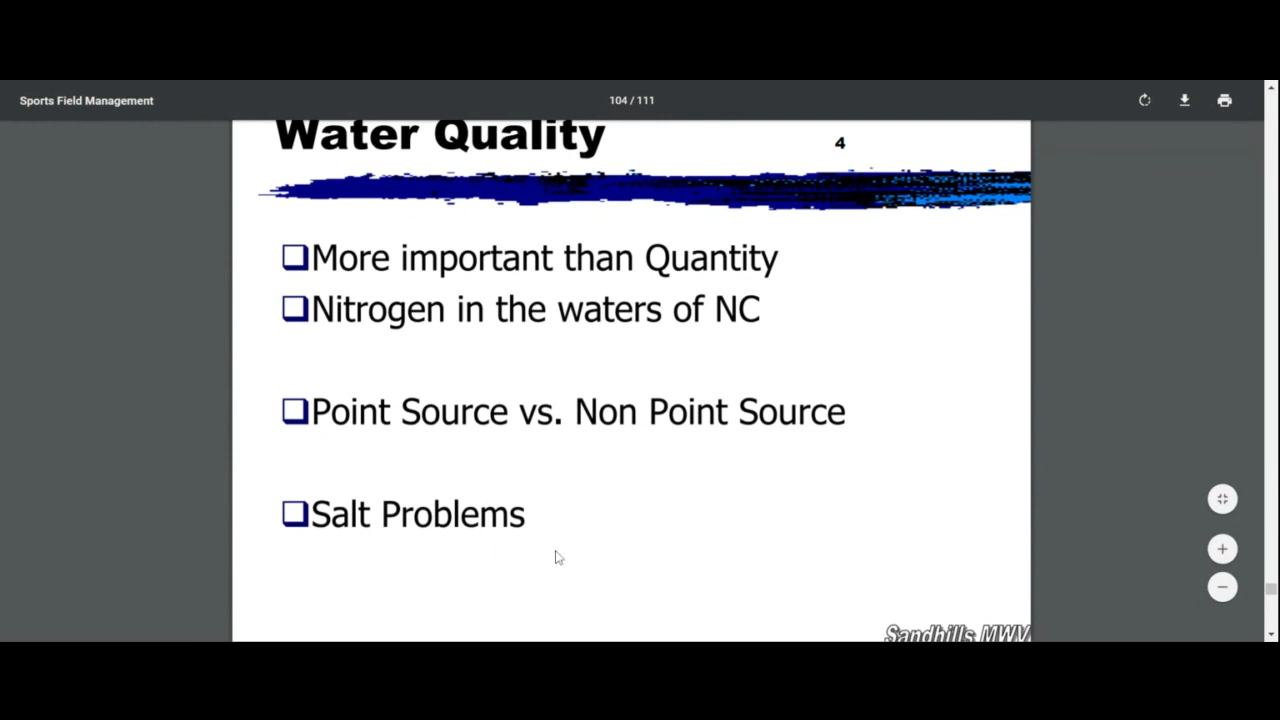 Sports Field Management
104 / 111
Water Quality
4
More important than Quantity
Nitrogen in the waters of NC
Point Source vs. Non Point Source
Salt Problems
Sandhills MWV